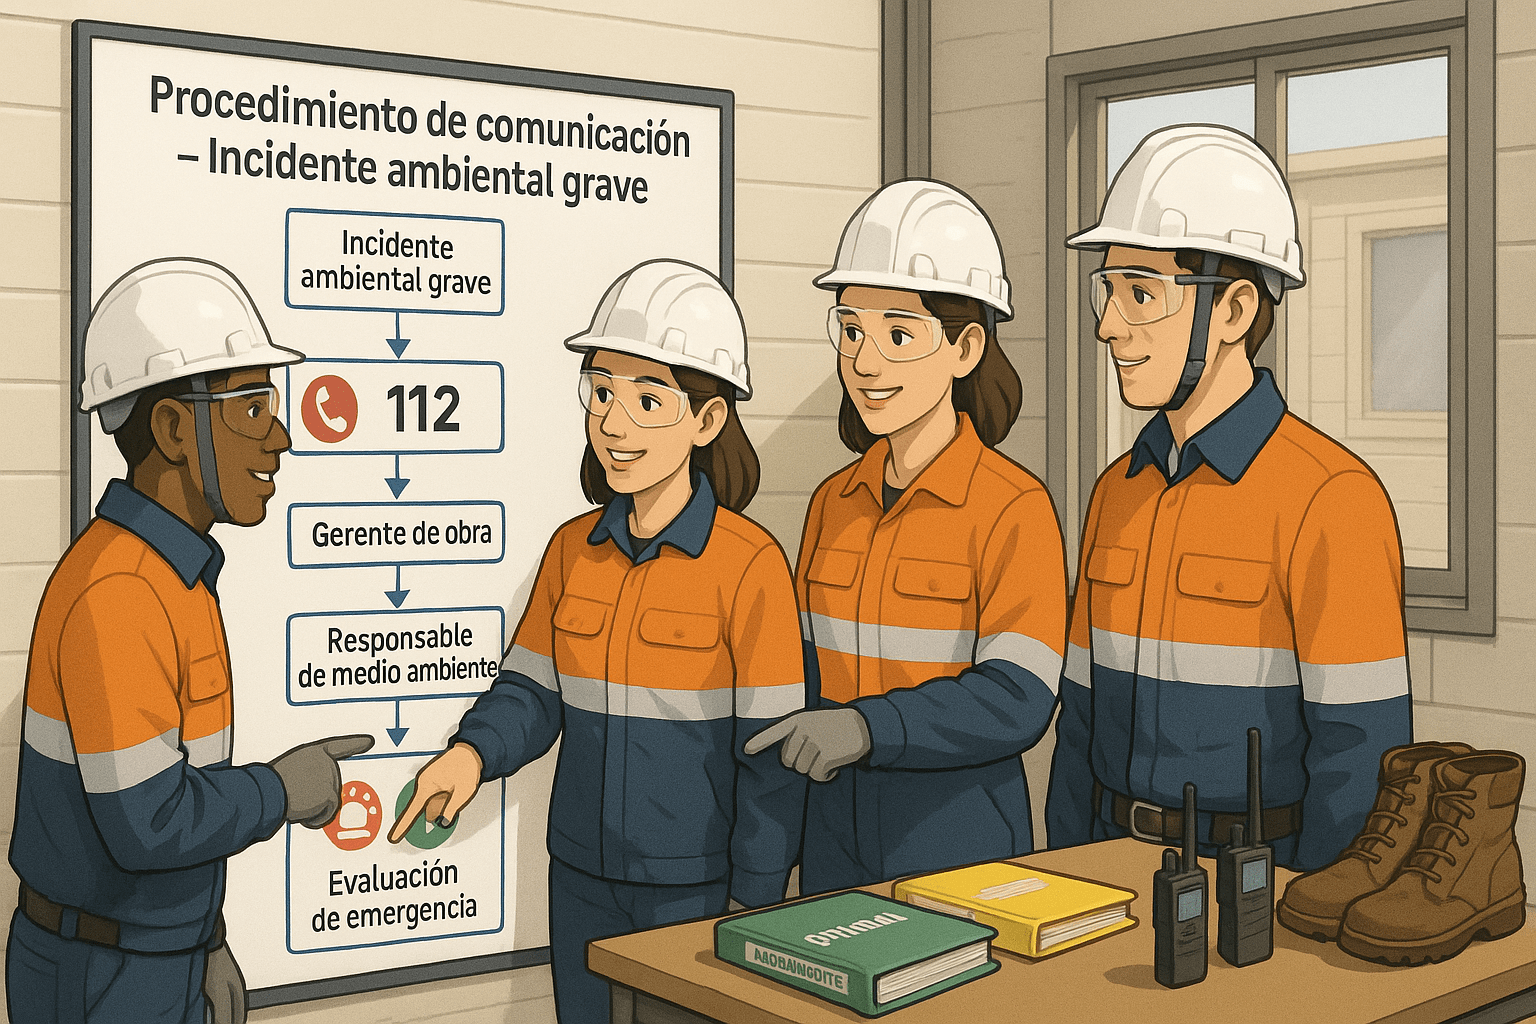 Procedimiento de comunicación
– Incidente ambiental grave
Incidente
ambiental grave
112
Gerente de obra
Responsable
de medio ambiente
Evaluación
de emergencia